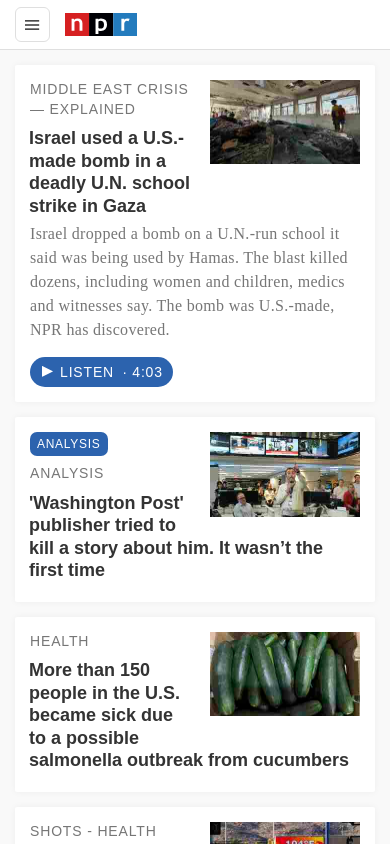 npr
MIDDLE EAST CRISIS
— EXPLAINED
Israel used a U.S.-
made bomb in a
deadly U.N. school
strike in Gaza
Israel dropped a bomb on a U.N.-run school it
said was being used by Hamas. The blast killed
dozens, including women and children, medics
and witnesses say. The bomb was U.S.-made,
NPR has discovered.
LISTEN · 4:03
ANALYSIS
ANALYSIS
'Washington Post'
publisher tried to
kill a story about him. It wasn’t the
first time
HEALTH
More than 150
people in the U.S.
became sick due
to a possible
salmonella outbreak from cucumbers
SHOTS - HEALTH